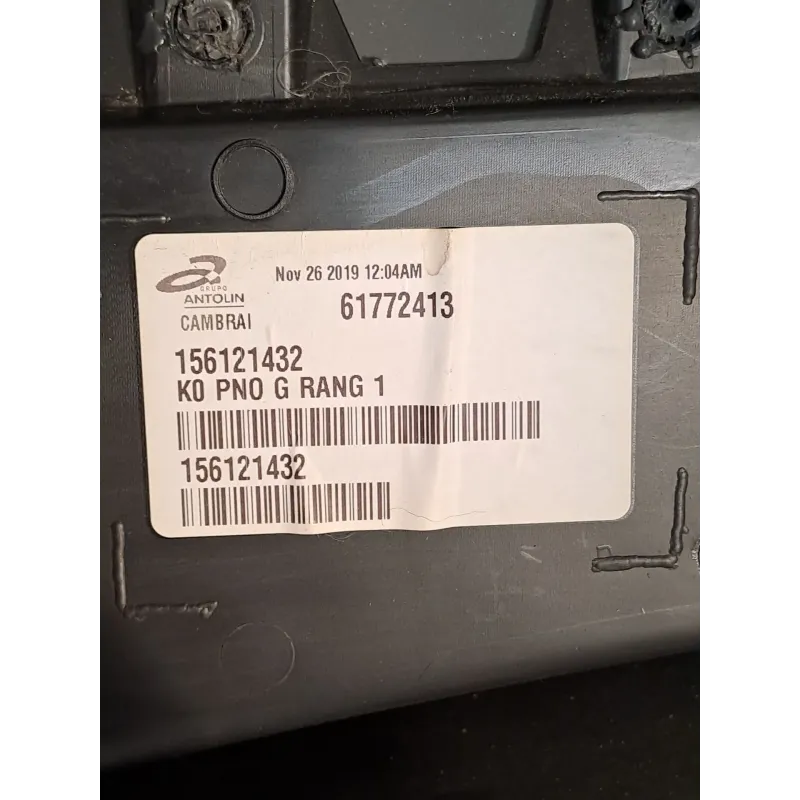 GRUPO
ANTOLIN
CAMBRAI
Nov 26 2019 12:04AM
61772413
156121432
K0 PNO G RANG 1
156121432